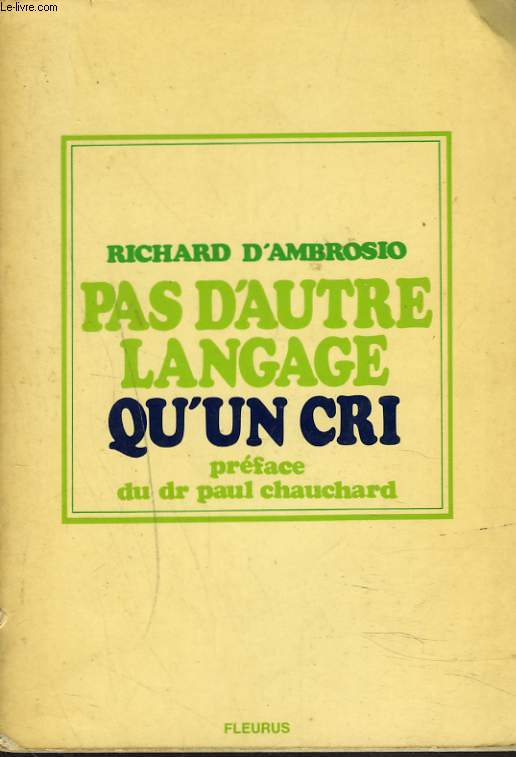 Le-livre.com
RICHARD D'AMBROSIO
PAS D'AUTRE
LANGAGE
QU'UN CRI
préface
du dr paul chauchard
FLEURUS